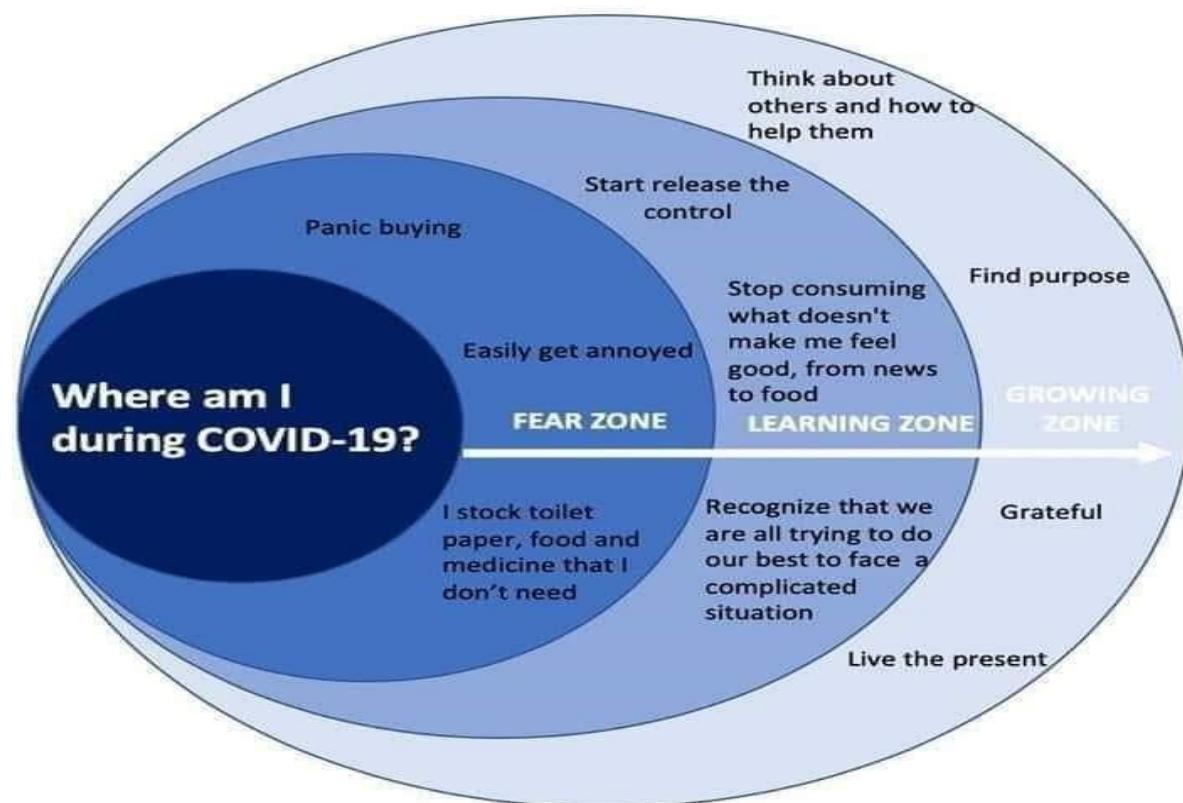 Think about
others and how to
help them
Start release the
control
Panic buying
Find purpose
Stop consuming
what doesn't
make me feel
good, from news
to food
Easily get annoyed
Where am I
during COVID-19?
FEAR ZONE
LEARNING ZONE
GROWING
ZONE
I stock toilet
paper, food and
medicine that I
don't need
Recognize that we
are all trying to do
our best to face a
complicated
situation
Grateful
Live the present